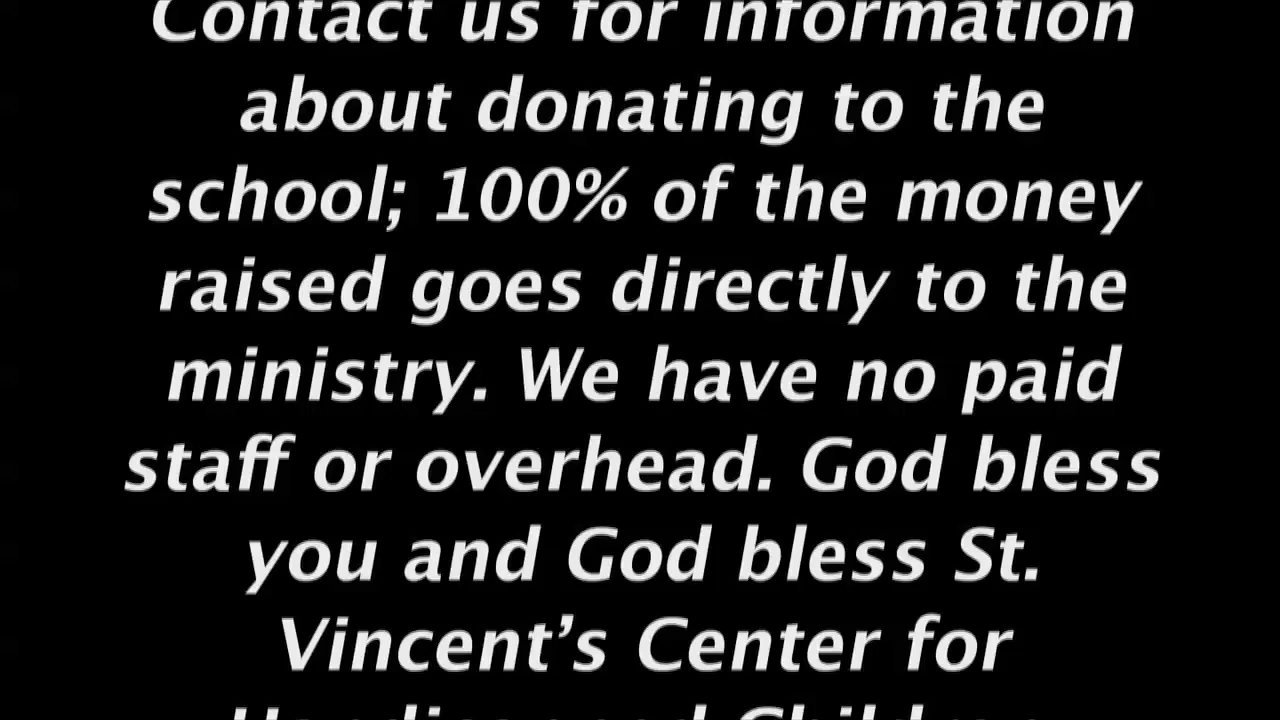 Contact us for information
about donating to the
school; 100% of the money
raised goes directly to the
ministry. We have no paid
staff or overhead. God bless
you and God bless St.
Vincent’s Center for